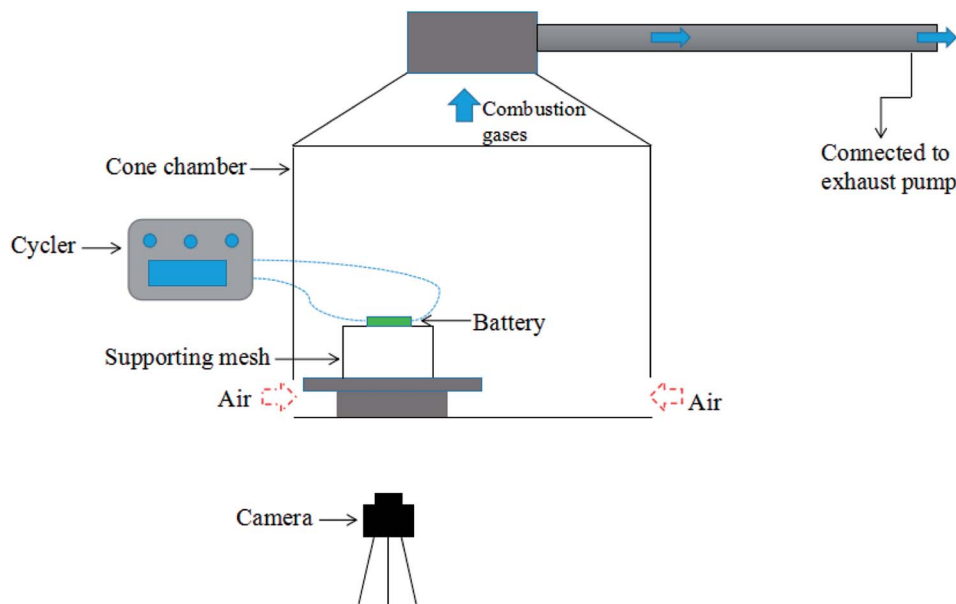 Combustion
gases
Connected to
exhaust pump
Cone chamber
Cycler
Battery
Supporting mesh
Air
Air
Camera